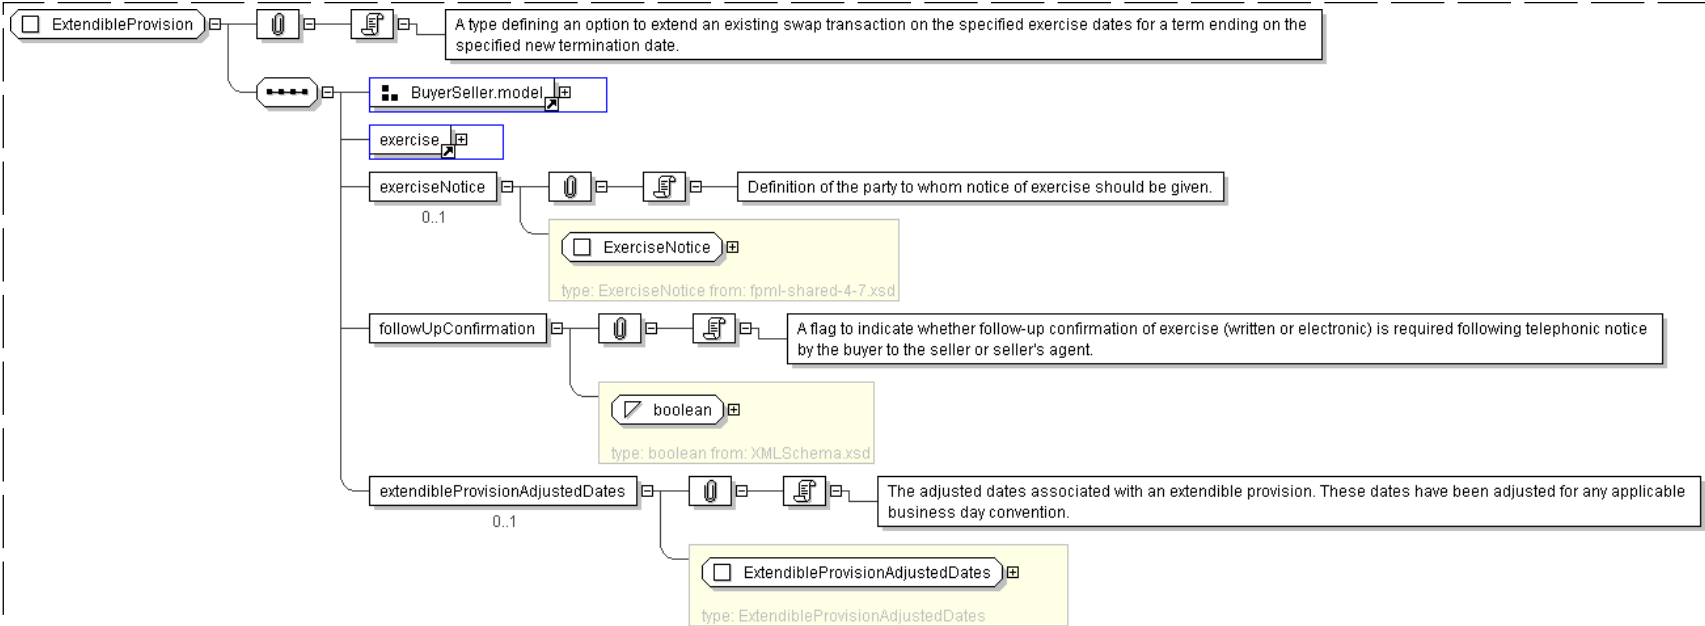 ExtendibleProvision
A type defining an option to extend an existing swap transaction on the specified exercise dates for a term ending on the
specified new termination date.
BuyerSeller.model
exercise
exerciseNotice
Definition of the party to whom notice of exercise should be given.
0..1
ExerciseNotice
type: ExerciseNotice from: fpml-shared-4-7.xsd
followUpConfirmation
A flag to indicate whether follow-up confirmation of exercise (written or electronic) is required following telephonic notice
by the buyer to the seller or seller's agent.
boolean
type: boolean from: XMLSchema.xsd
extendibleProvisionAdjustedDates
The adjusted dates associated with an extendible provision. These dates have been adjusted for any applicable
business day convention.
0..1
ExtendibleProvisionAdjustedDates
type: ExtendibleProvisionAdjustedDates